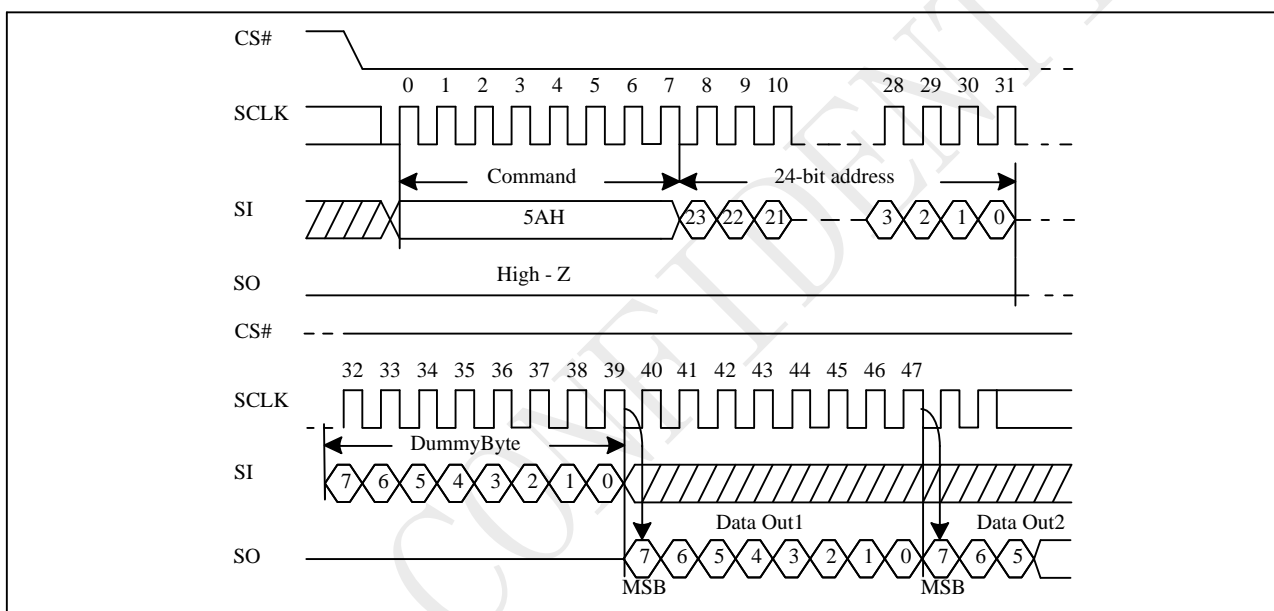 CS#
0 1 2 3 4 5 6 7 8 9 10 28 29 30 31
SCLK
Command 24-bit address
SI 5AH 23 22 21 3 2 1 0
High - Z
SO
CS#
32 33 34 35 36 37 38 39 40 41 42 43 44 45 46 47
SCLK
DummyByte
SI 7 6 5 4 3 2 1 0
Data Out1 Data Out2
SO 7 6 5 4 3 2 1 0 7 6 5
MSB MSB